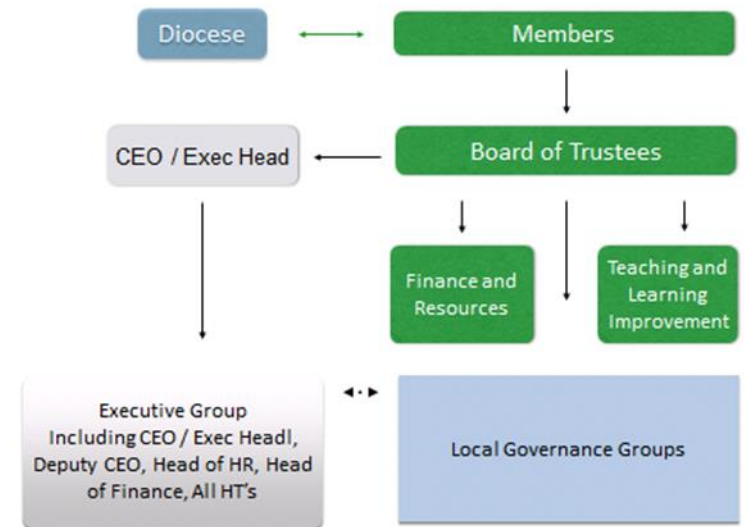 Diocese
Members
CEO / Exec Head
Board of Trustees
Finance and
Resources
Teaching and
Learning
Improvement
Executive Group
Including CEO / Exec Headl,
Deputy CEO, Head of HR, Head
of Finance, All HT’s
Local Governance Groups